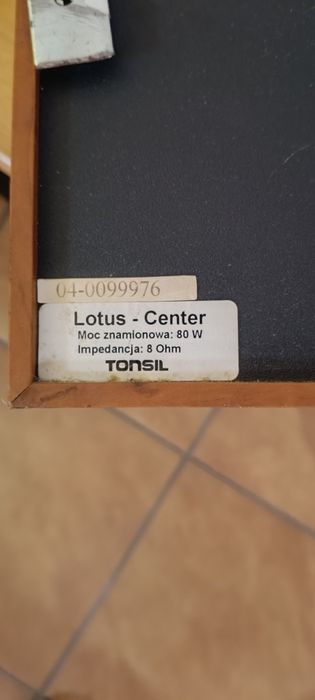 04-0099976
Lotus - Center
Moc znamionowa: 80 W
Impedancja: 8 Ohm
TONSIL